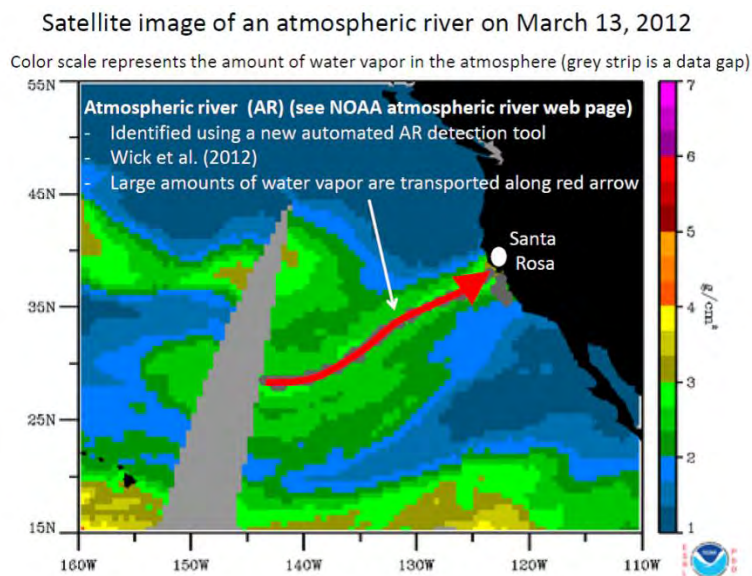 Satellite image of an atmospheric river on March 13, 2012
Color scale represents the amount of water vapor in the atmosphere (grey strip is a data gap)
Atmospheric river (AR) (see NOAA atmospheric river web page)
- Identified using a new automated AR detection tool
- Wick et al. (2012)
- Large amounts of water vapor are transported along red arrow
Santa
Rosa
55N
45N
35N
25N
15N
160W
150W
140W
130W
120W
110W
7
6
5
4
3
2
1
g/cm²
NOAA
ESRL
PSD